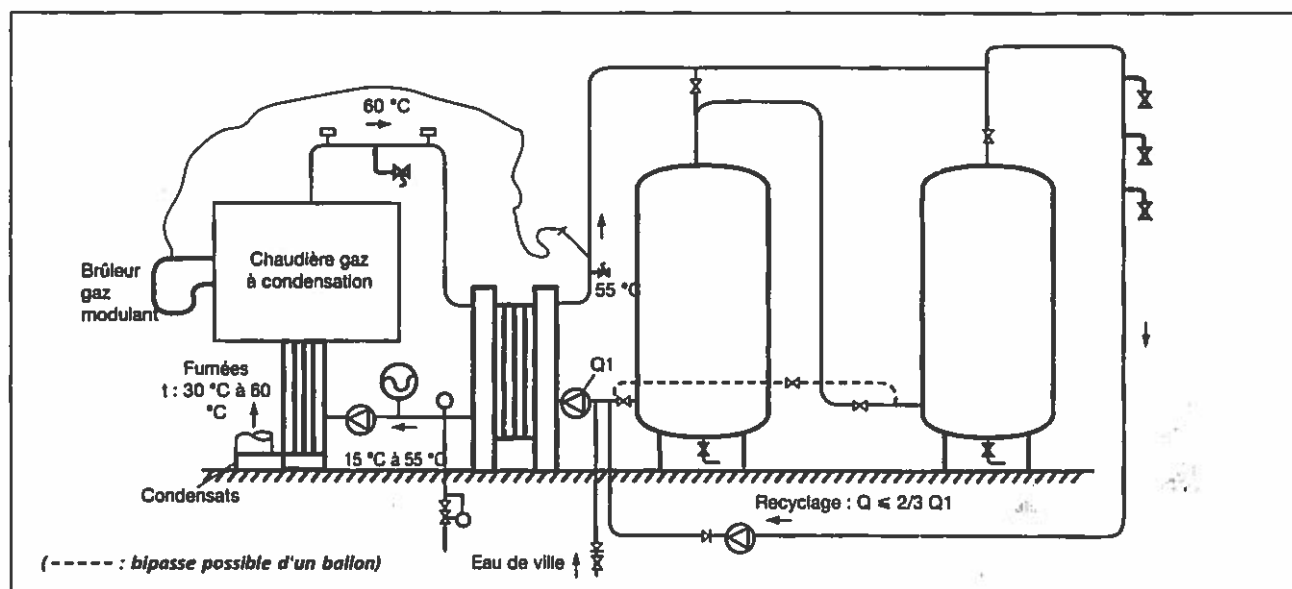 60 °C
Chaudière gaz
à condensation
Brûleur
gaz
modulant
55 °C
Fumées
t : 30 °C à 60
°C
Q1
15 °C à 55 °C
Condensats
Recyclage : Q ⩽ 2/3 Q1
Eau de ville
(----- : bipasse possible d'un ballon)